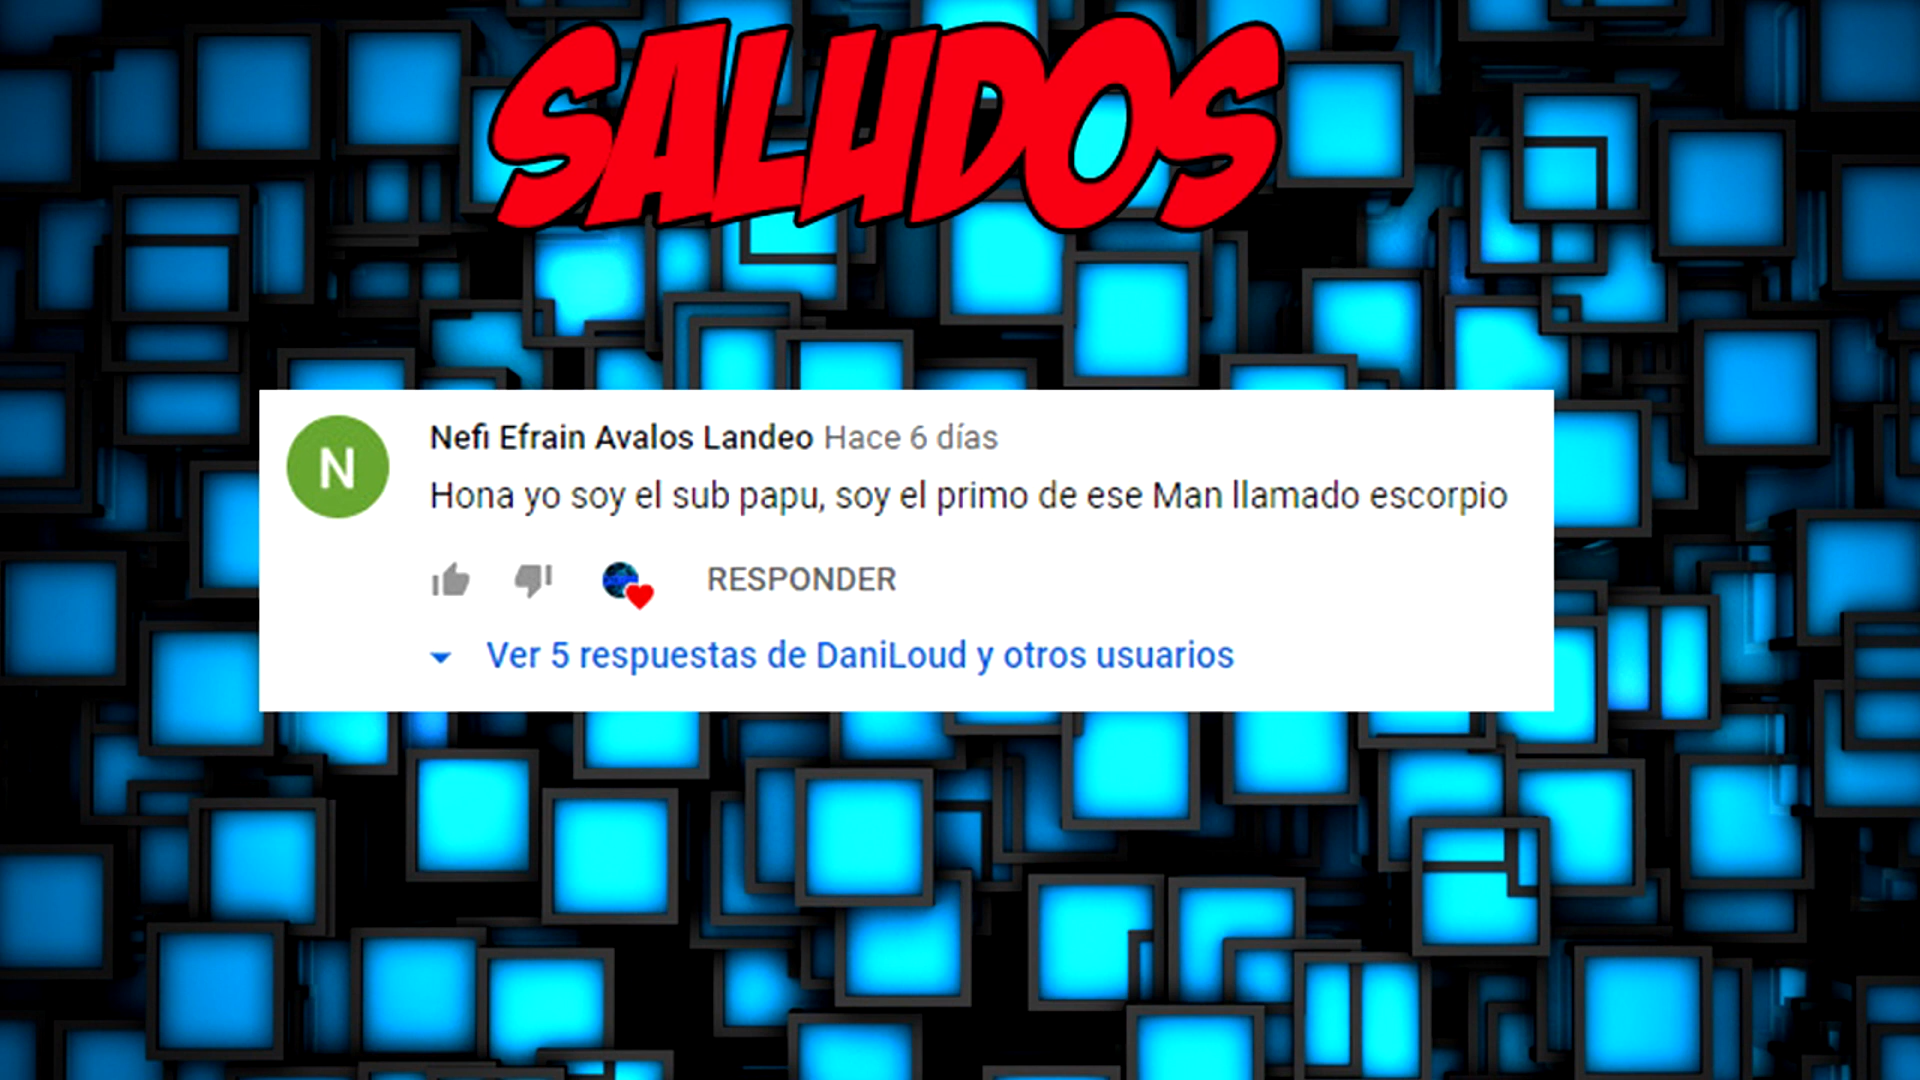 SALUDOS
Nefi Efrain Avalos Landeo Hace 6 días
N
Hona yo soy el sub papu, soy el primo de ese Man llamado escorpio
RESPONDER
Ver 5 respuestas de DaniLoud y otros usuarios